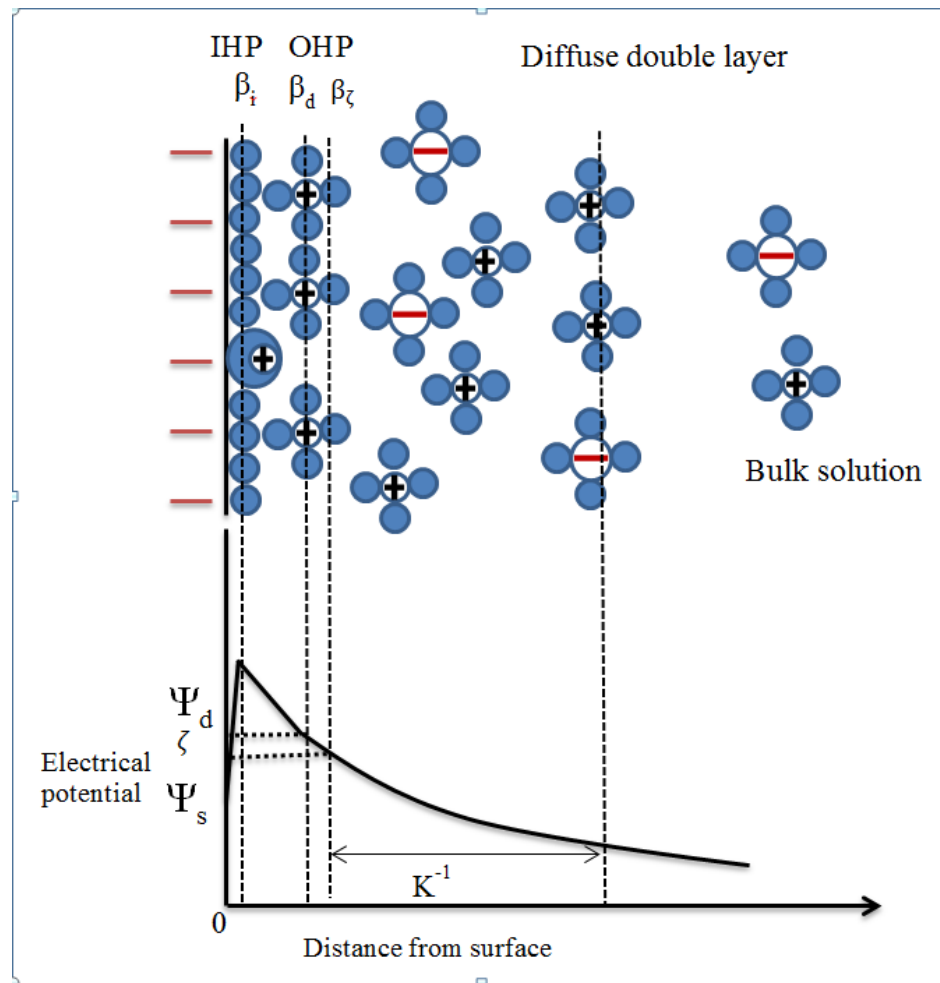 IHP OHP Diffuse double layer
βi βd βζ
Bulk solution
Ψd
ζ
Electrical
potential
Ψs
K-1
0
Distance from surface